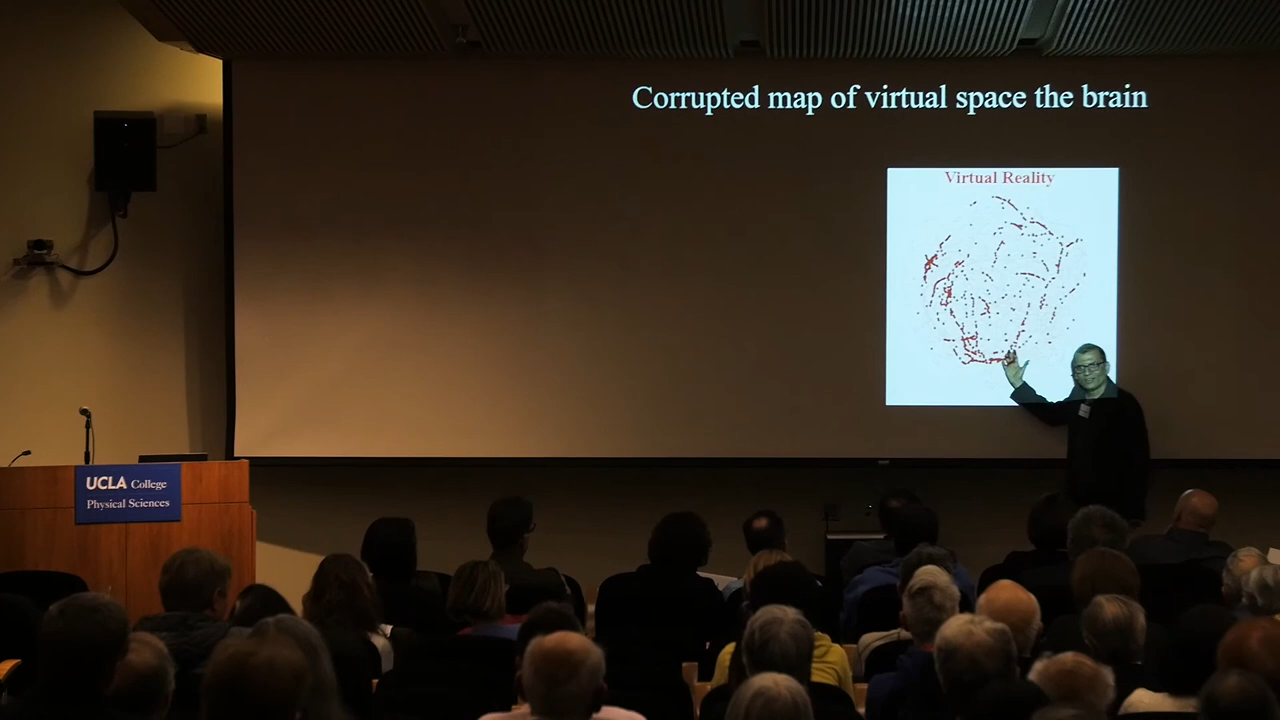 Corrupted map of virtual space the brain
Virtual Reality
UCLA College
Physical Sciences